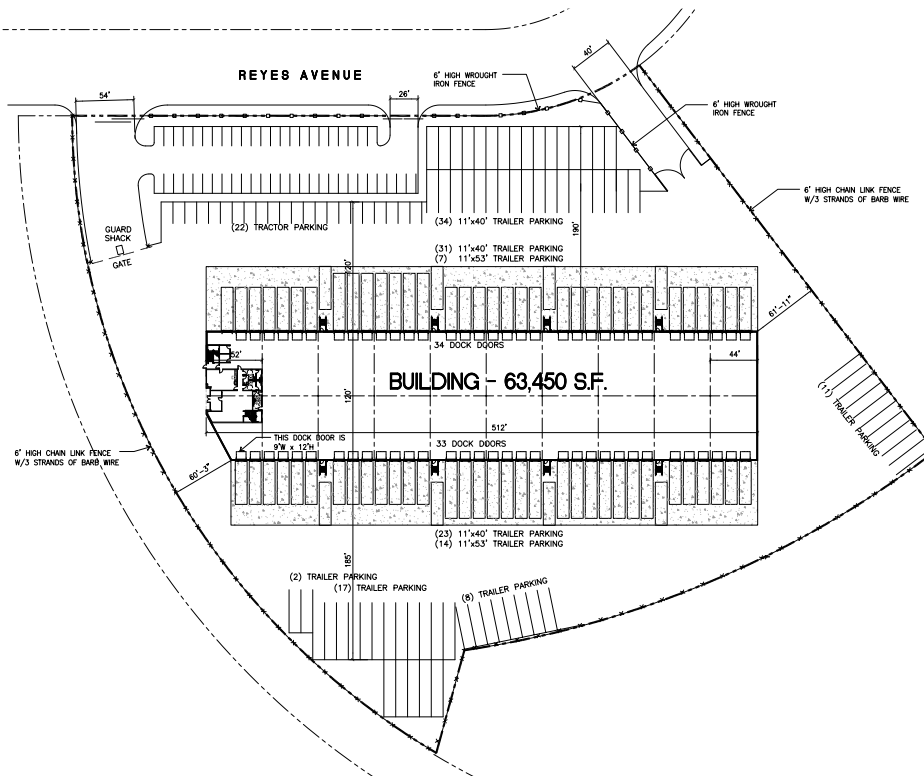 40'
REYES AVENUE
6' HIGH WROUGHT
IRON FENCE
54'
26'
6' HIGH WROUGHT
IRON FENCE
6' HIGH CHAIN LINK FENCE
W/3 STRANDS OF BARB WIRE
(22) TRACTOR PARKING
(34) 11'x40' TRAILER PARKING
190'
GUARD
SHACK
GATE
(31) 11'x40' TRAILER PARKING
(7) 11'x53' TRAILER PARKING
220'
61'-11"
34 DOCK DOORS
52'
44'
BUILDING - 63,450 S.F.
120'
(11) TRAILER PARKING
512'
THIS DOCK DOOR IS
9'W x 12'H
33 DOCK DOORS
6' HIGH CHAIN LINK FENCE
W/3 STRANDS OF BARB WIRE
60'-3"
(23) 11'x40' TRAILER PARKING
(14) 11'x53' TRAILER PARKING
185'
(2) TRAILER PARKING
(17) TRAILER PARKING
(8) TRAILER PARKING